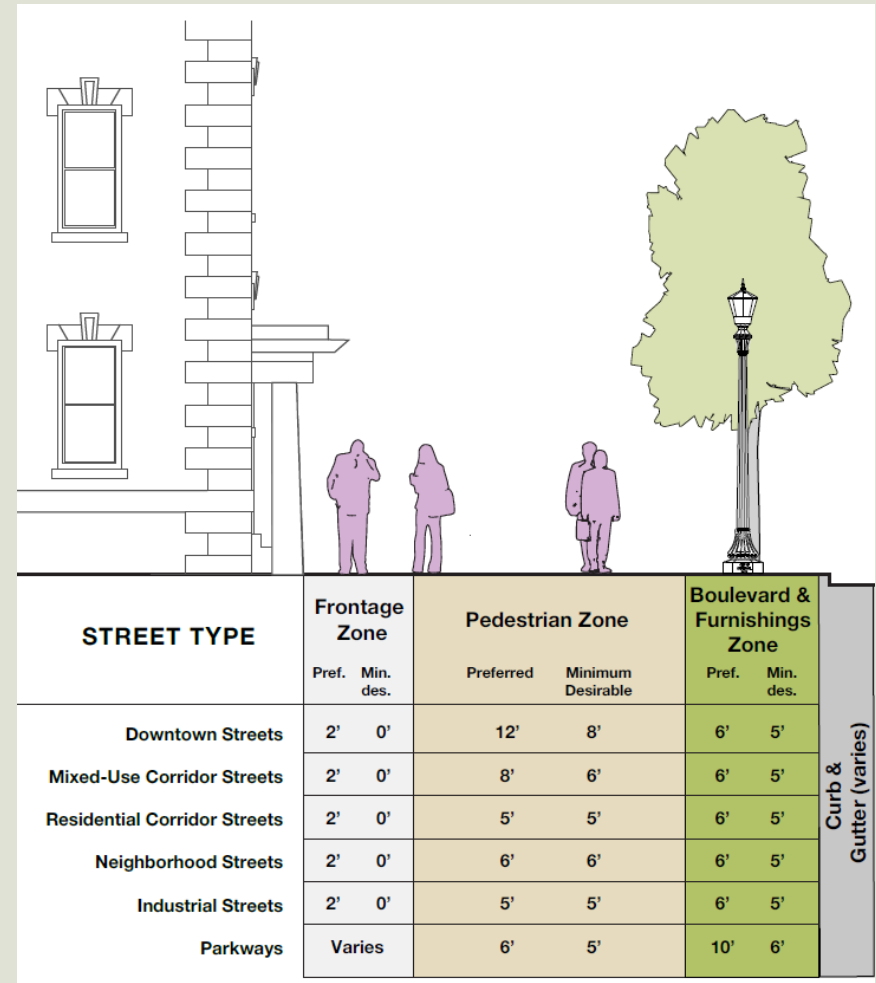 STREET TYPE
Frontage
Zone
Pref. Min.
des.
Pedestrian Zone
Preferred Minimum
Desirable
Boulevard &
Furnishings
Zone
Pref. Min.
des.
Downtown Streets 2’ 0’ 12’ 8’ 6’ 5’
Mixed-Use Corridor Streets 2’ 0’ 8’ 6’ 6’ 5’
Residential Corridor Streets 2’ 0’ 5’ 5’ 6’ 5’
Neighborhood Streets 2’ 0’ 6’ 6’ 6’ 5’
Industrial Streets 2’ 0’ 5’ 5’ 6’ 5’
Parkways Varies 6’ 5’ 10’ 6’
Curb &
Gutter (varies)